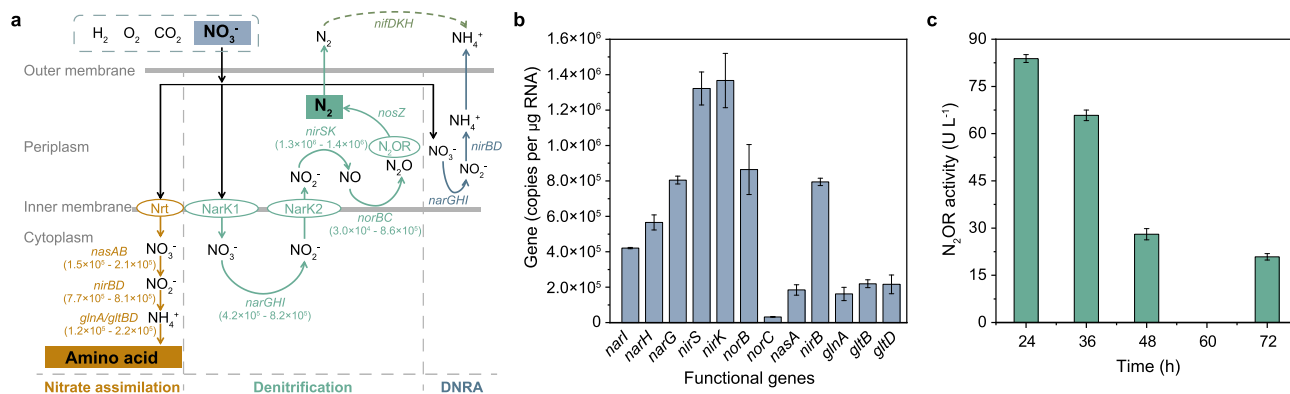 a
H₂ O₂ CO₂ NO₃⁻
N₂
nifDKH
NH₄⁺
Outer membrane
N₂
nosZ
nirSK
(1.3×10⁶ - 1.4×10⁶)
N₂OR
NH₄⁺
nirBD
Periplasm
NO₂⁻
NO
N₂O
NO₃⁻
NO₂⁻
narGHI
Inner membrane
Nrt
NarK1
NarK2
norBC
(3.0×10⁴ - 8.6×10⁵)
Cytoplasm
NO₃⁻
NO₃⁻
NO₂⁻
nasAB
(1.5×10⁵ - 2.1×10⁵)
NO₂⁻
nirBD
(7.7×10⁵ - 8.1×10⁵)
narGHI
(4.2×10⁵ - 8.2×10⁵)
NH₄⁺
glnA/gltBD
(1.2×10⁵ - 2.2×10⁵)
Amino acid
Nitrate assimilation
Denitrification
DNRA
b
Gene (copies per µg RNA)
1.6×10⁶
1.4×10⁶
1.2×10⁶
1.0×10⁶
8.0×10⁵
6.0×10⁵
4.0×10⁵
2.0×10⁵
0
narI narH narG nirS nirK norB norC nasA nirB glnA gltB gltD
Functional genes
c
N₂OR activity (U L⁻¹)
90
75
60
45
30
15
0
24 36 48 60 72
Time (h)